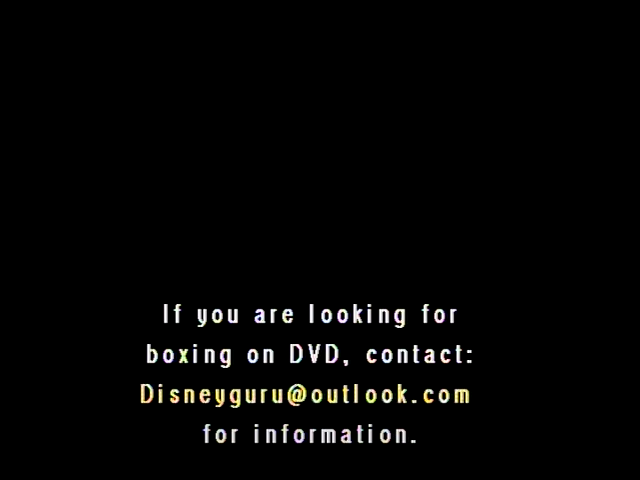 If you are looking for
boxing on DVD, contact:
Disneyguru@outlook.com
for information.